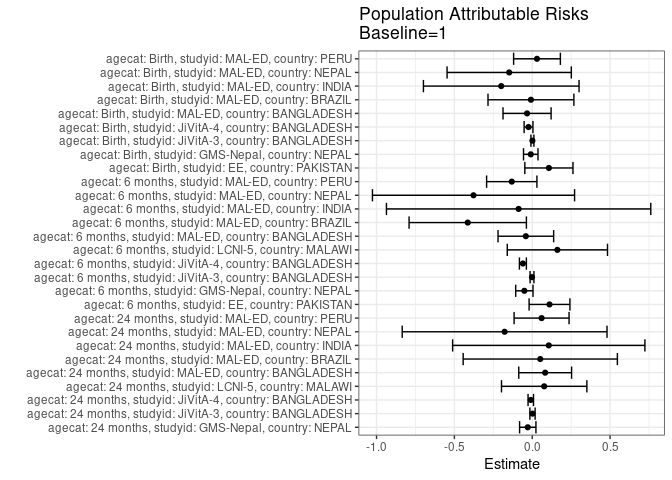 Population Attributable Risks
Baseline=1
agecat: Birth, studyid: MAL-ED, country: PERU
agecat: Birth, studyid: MAL-ED, country: NEPAL
agecat: Birth, studyid: MAL-ED, country: INDIA
agecat: Birth, studyid: MAL-ED, country: BRAZIL
agecat: Birth, studyid: MAL-ED, country: BANGLADESH
agecat: Birth, studyid: JiVitA-4, country: BANGLADESH
agecat: Birth, studyid: JiVitA-3, country: BANGLADESH
agecat: Birth, studyid: GMS-Nepal, country: NEPAL
agecat: Birth, studyid: EE, country: PAKISTAN
agecat: 6 months, studyid: MAL-ED, country: PERU
agecat: 6 months, studyid: MAL-ED, country: NEPAL
agecat: 6 months, studyid: MAL-ED, country: INDIA
agecat: 6 months, studyid: MAL-ED, country: BRAZIL
agecat: 6 months, studyid: MAL-ED, country: BANGLADESH
agecat: 6 months, studyid: LCNI-5, country: MALAWI
agecat: 6 months, studyid: JiVitA-4, country: BANGLADESH
agecat: 6 months, studyid: JiVitA-3, country: BANGLADESH
agecat: 6 months, studyid: GMS-Nepal, country: NEPAL
agecat: 6 months, studyid: EE, country: PAKISTAN
agecat: 24 months, studyid: MAL-ED, country: PERU
agecat: 24 months, studyid: MAL-ED, country: NEPAL
agecat: 24 months, studyid: MAL-ED, country: INDIA
agecat: 24 months, studyid: MAL-ED, country: BRAZIL
agecat: 24 months, studyid: MAL-ED, country: BANGLADESH
agecat: 24 months, studyid: LCNI-5, country: MALAWI
agecat: 24 months, studyid: JiVitA-4, country: BANGLADESH
agecat: 24 months, studyid: JiVitA-3, country: BANGLADESH
agecat: 24 months, studyid: GMS-Nepal, country: NEPAL
-1.0 -0.5 0.0 0.5
Estimate